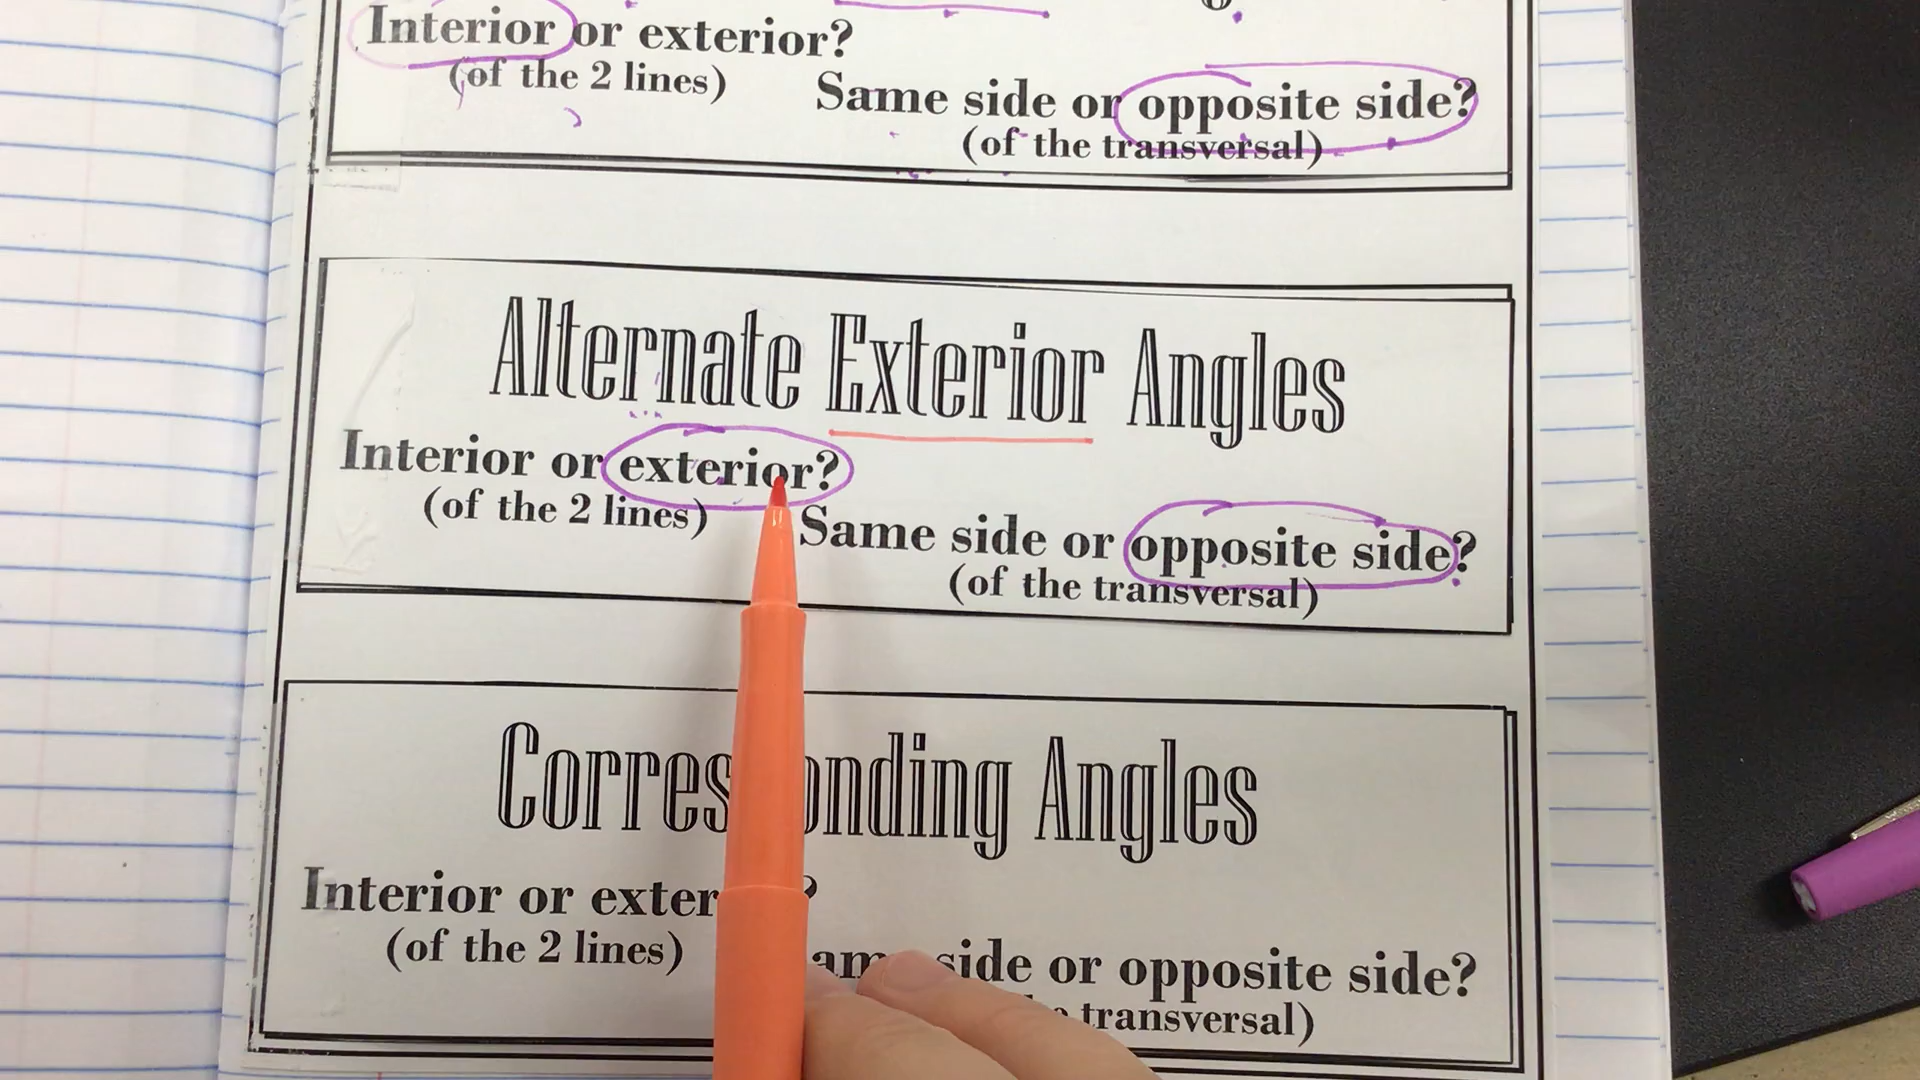 Interior or exterior?
(of the 2 lines)
Same side or opposite side?
(of the transversal)
Alternate Exterior Angles
Interior or exterior?
(of the 2 lines)
Same side or opposite side?
(of the transversal)
Angles
Interior or
(of the 2 lines)
side or opposite side?
transversal)